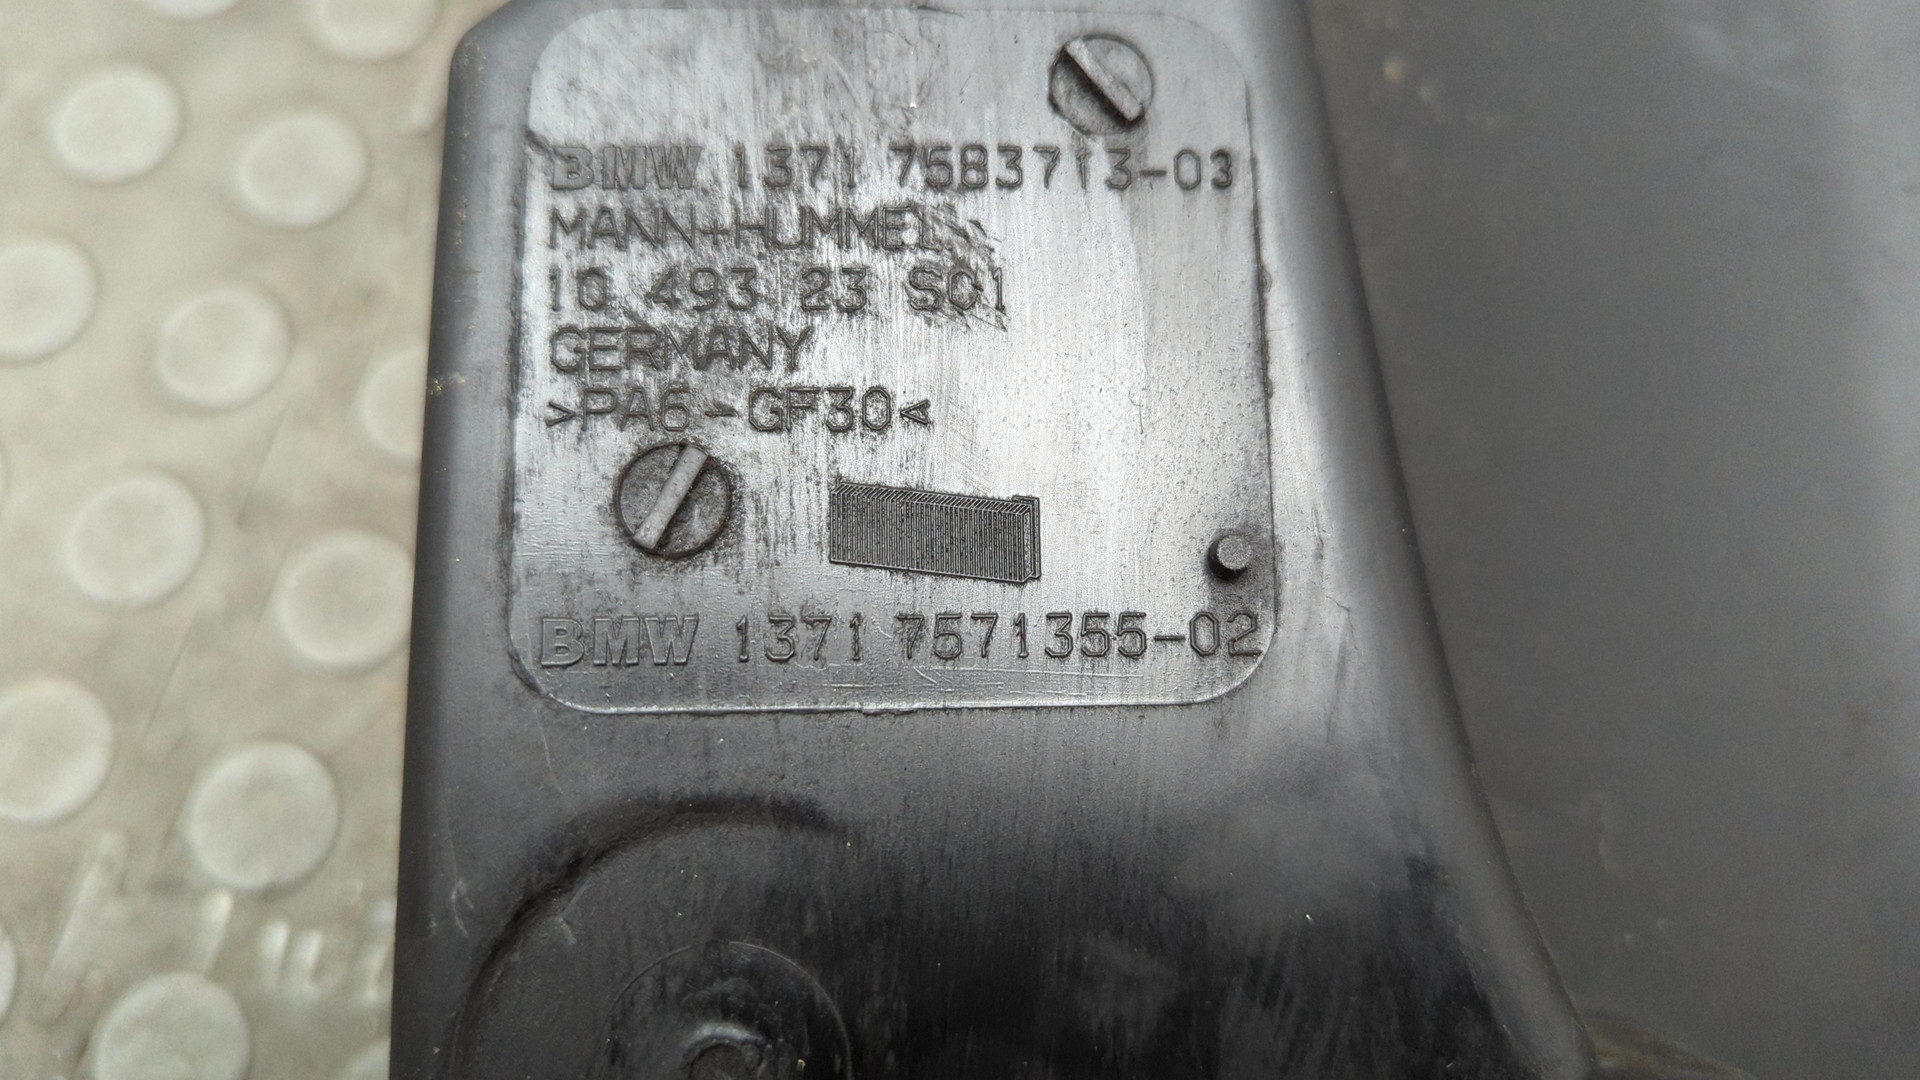 BMW 1371 7583713-03
MANN+HUMMEL
10 493 23 S01
GERMANY
>PA6-GF30<
BMW 1371 7571355-02